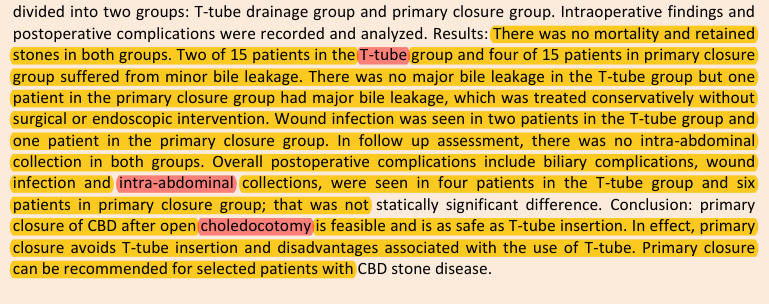 divided into two groups: T-tube drainage group and primary closure group. Intraoperative findings and
postoperative complications were recorded and analyzed. Results: There was no mortality and retained
stones in both groups. Two of 15 patients in the T-tube group and four of 15 patients in primary closure
group suffered from minor bile leakage. There was no major bile leakage in the T-tube group but one
patient in the primary closure group had major bile leakage, which was treated conservatively without
surgical or endoscopic intervention. Wound infection was seen in two patients in the T-tube group and
one patient in the primary closure group. In follow up assessment, there was no intra-abdominal
collection in both groups. Overall postoperative complications include biliary complications, wound
infection and intra-abdominal collections, were seen in four patients in the T-tube group and six
patients in primary closure group; that was not statically significant difference. Conclusion: primary
closure of CBD after open choledocotomy is feasible and is as safe as T-tube insertion. In effect, primary
closure avoids T-tube insertion and disadvantages associated with the use of T-tube. Primary closure
can be recommended for selected patients with CBD stone disease.